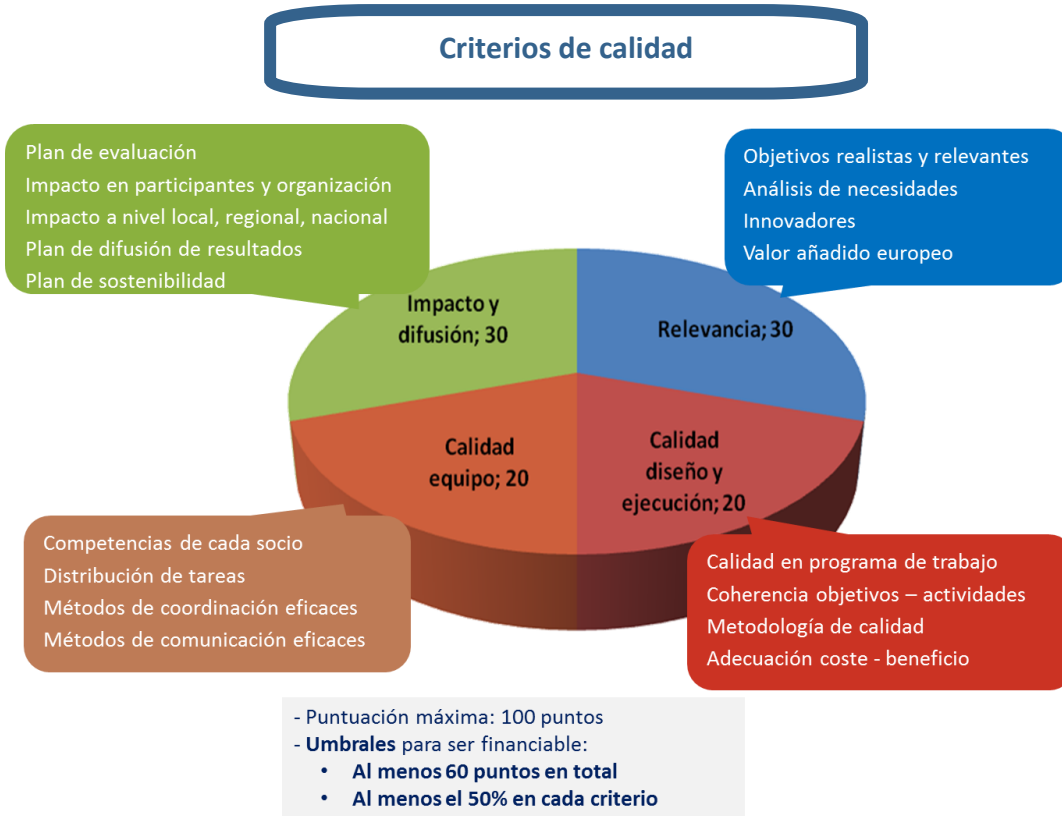 Criterios de calidad
Plan de evaluación
Impacto en participantes y organización
Impacto a nivel local, regional, nacional
Plan de difusión de resultados
Plan de sostenibilidad
Objetivos realistas y relevantes
Análisis de necesidades
Innovadores
Valor añadido europeo
Impacto y
difusión; 30
Relevancia; 30
Calidad
equipo; 20
Calidad
diseño y
ejecución; 20
Competencias de cada socio
Distribución de tareas
Métodos de coordinación eficaces
Métodos de comunicación eficaces
Calidad en programa de trabajo
Coherencia objetivos – actividades
Metodología de calidad
Adecuación coste - beneficio
- Puntuación máxima: 100 puntos
- Umbrales para ser financiable:
• Al menos 60 puntos en total
• Al menos el 50% en cada criterio